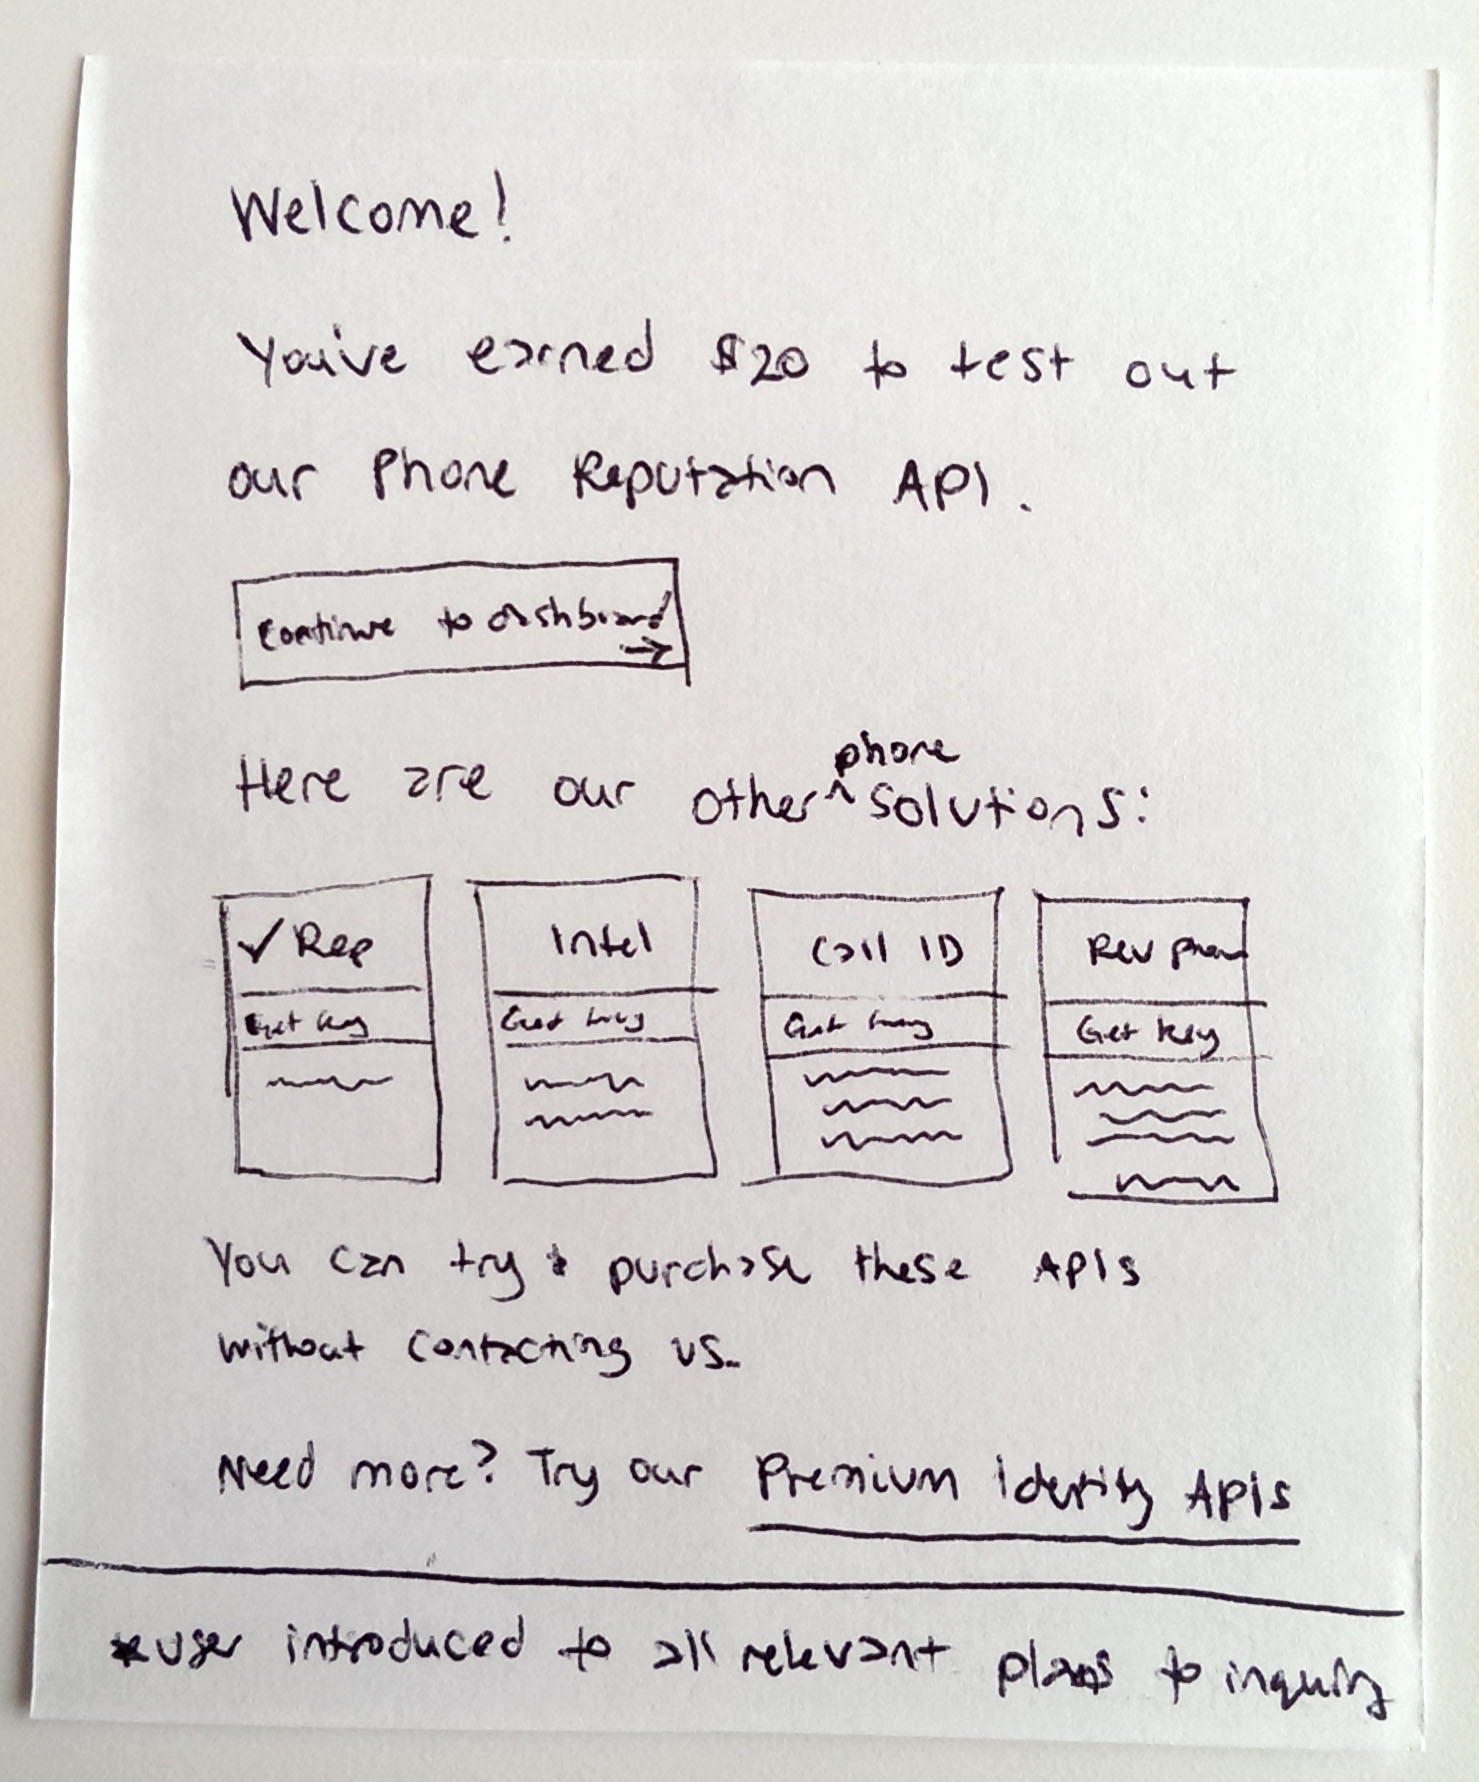 Welcome!
You've earned $20 to test out
our Phone Reputation API.
Continue to dashboard
→
Here are our other ^ phone solutions:
✓ Rep
Get key
Intel
Get key
Call ID
Get key
Rev phone
Get key
You can try & purchase these APIs
without contacting us.
Need more? Try our Premium Identity APIs
*user introduced to all relevant plans to inquiry